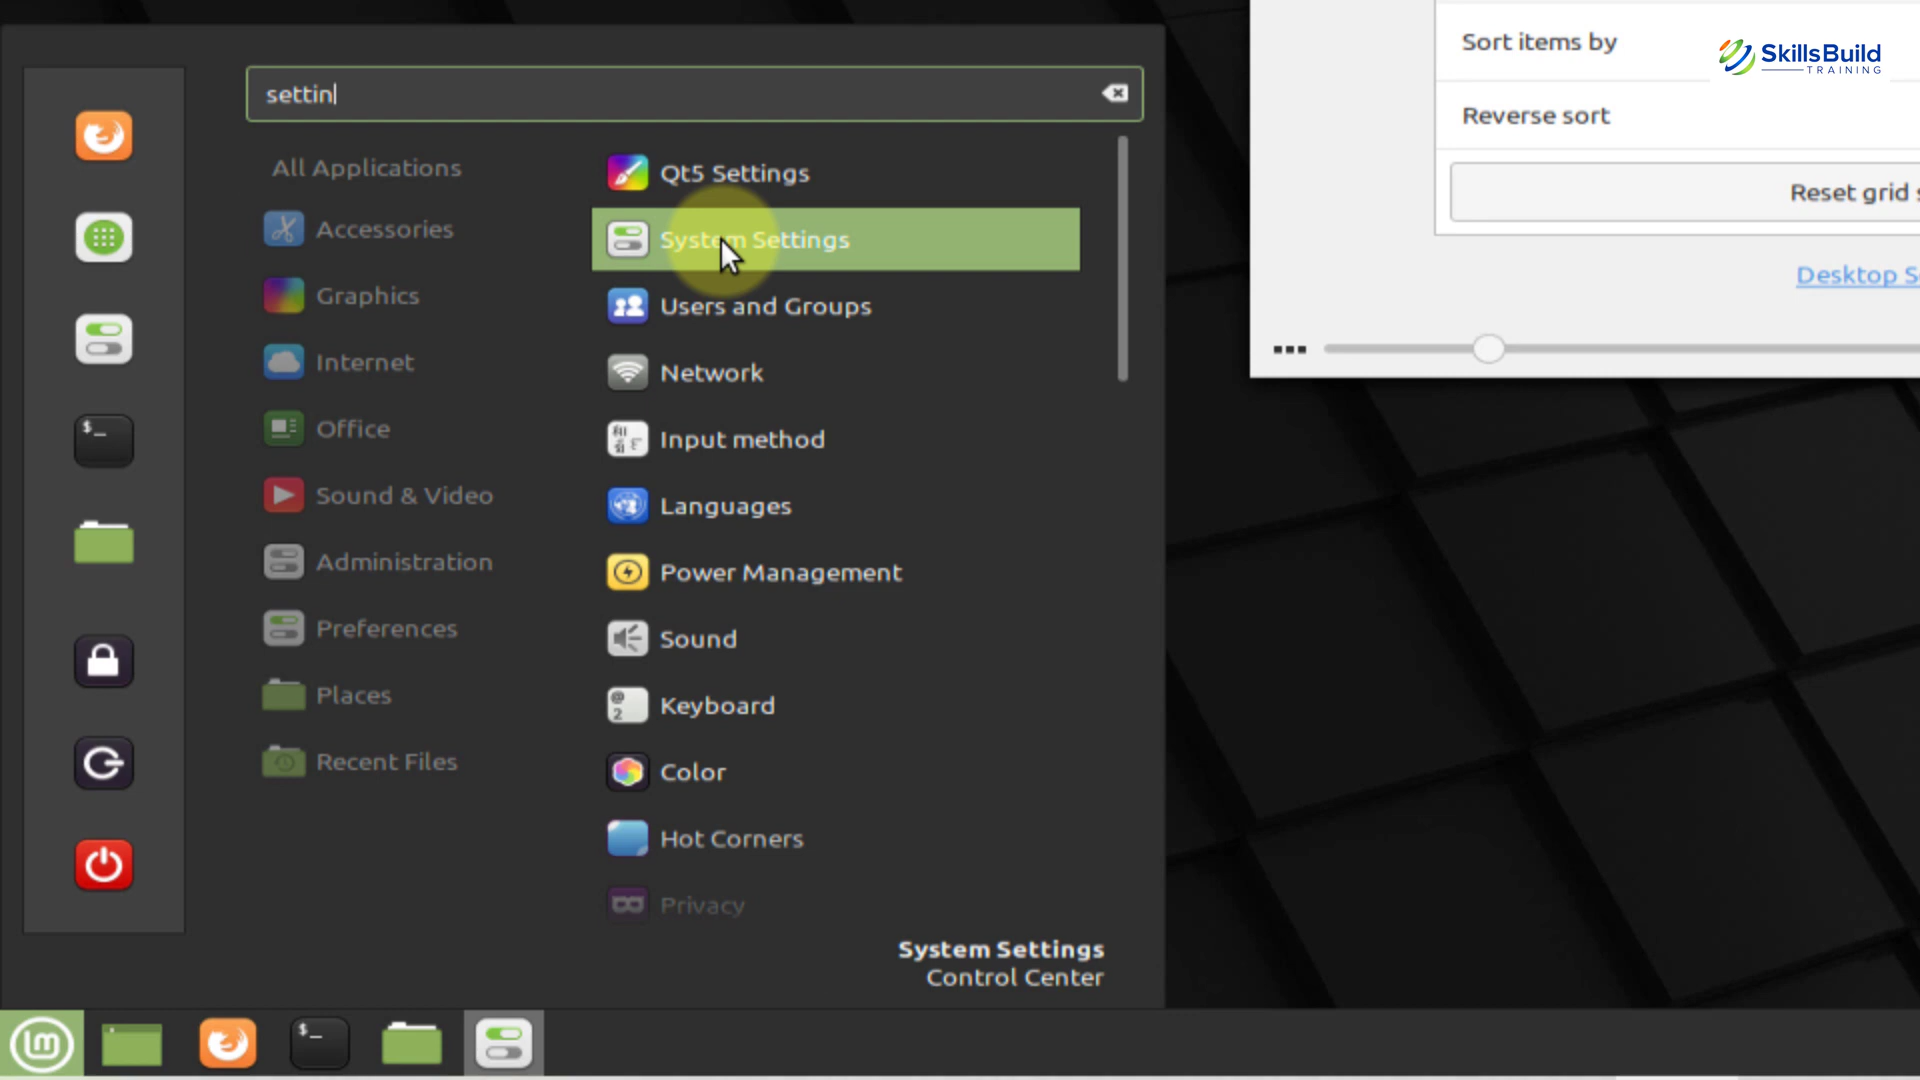 settin
All Applications
Accessories
Graphics
Internet
Office
Sound & Video
Administration
Preferences
Places
Recent Files
Qt5 Settings
System Settings
Users and Groups
Network
Input method
Languages
Power Management
Sound
Keyboard
Color
Hot Corners
Privacy
System Settings
Control Center
Sort items by
Reverse sort
Reset grid
Desktop
SkillsBuild
TRAINING
$_
$_